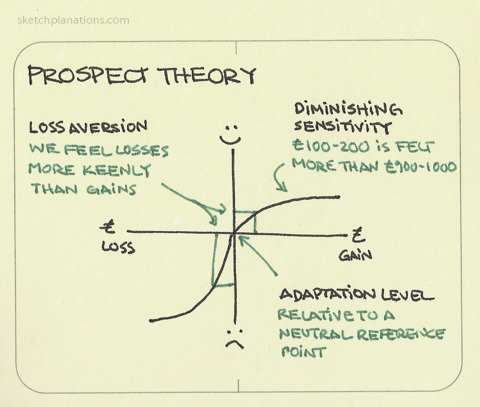 sketchplanations.com
PROSPECT THEORY
LOSS AVERSION
WE FEEL LOSSES
MORE KEENLY
THAN GAINS
DIMINISHING
SENSITIVITY
£100-200 IS FELT
MORE THAN £900-1000
£
LOSS
£
GAIN
ADAPTATION LEVEL
RELATIVE TO A
NEUTRAL REFERENCE
POINT